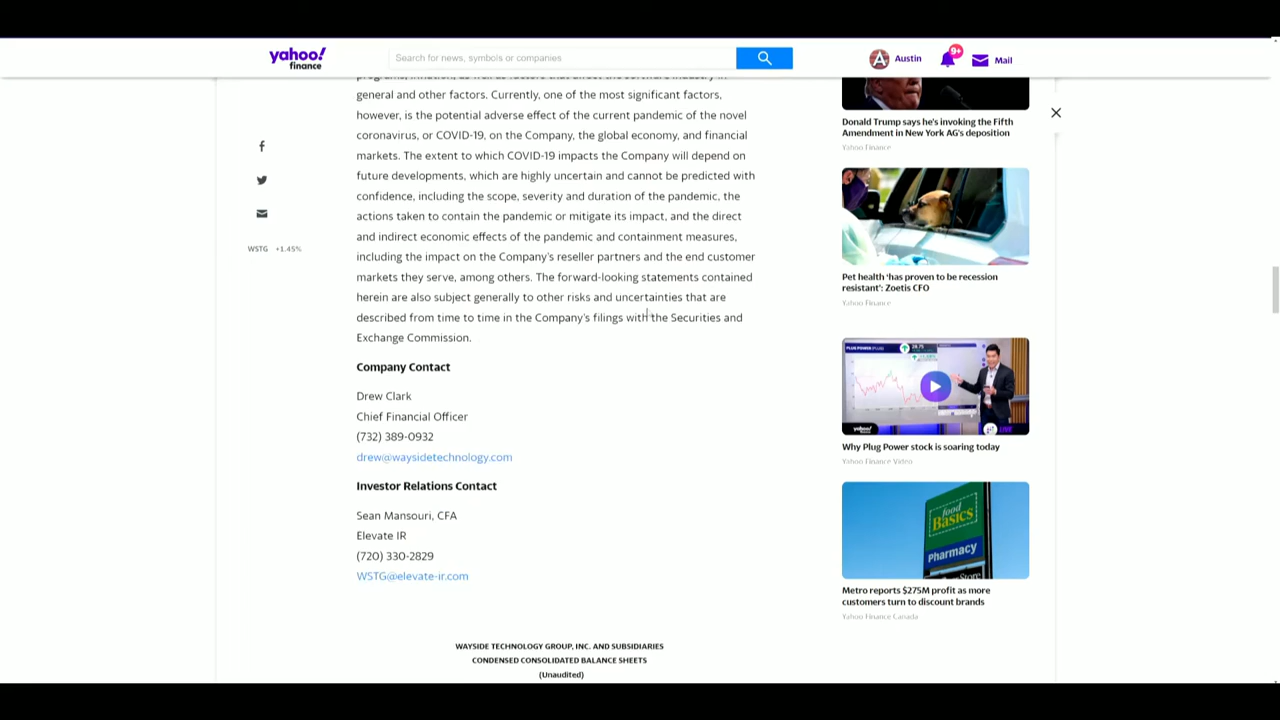 yahoo!
finance
Search for news, symbols or companies
9+
A
Austin
Mail
general and other factors. Currently, one of the most significant factors,
however, is the potential adverse effect of the current pandemic of the novel
coronavirus, or COVID-19, on the Company, the global economy, and financial
markets. The extent to which COVID-19 impacts the Company will depend on
future developments, which are highly uncertain and cannot be predicted with
confidence, including the scope, severity and duration of the pandemic, the
actions taken to contain the pandemic or mitigate its impact, and the direct
and indirect economic effects of the pandemic and containment measures,
including the impact on the Company's reseller partners and the end customer
markets they serve, among others. The forward-looking statements contained
herein are also subject generally to other risks and uncertainties that are
described from time to time in the Company's filings with the Securities and
Exchange Commission.
WSTG +1.45%
Company Contact
Drew Clark
Chief Financial Officer
(732) 389-0932
drew@waysidetechnology.com
Investor Relations Contact
Sean Mansouri, CFA
Elevate IR
(720) 330-2829
WSTG@elevate-ir.com
WAYSIDE TECHNOLOGY GROUP, INC. AND SUBSIDIARIES
CONDENSED CONSOLIDATED BALANCE SHEETS
(Unaudited)
Donald Trump says he's invoking the Fifth
Amendment in New York AG's deposition
Yahoo Finance
Pet health 'has proven to be recession
resistant': Zoetis CFO
Yahoo Finance
yahoo!
LIVE
Why Plug Power stock is soaring today
Yahoo Finance Video
food
Basics
Pharmacy
Store
Metro reports $275M profit as more
customers turn to discount brands
Yahoo Finance Canada